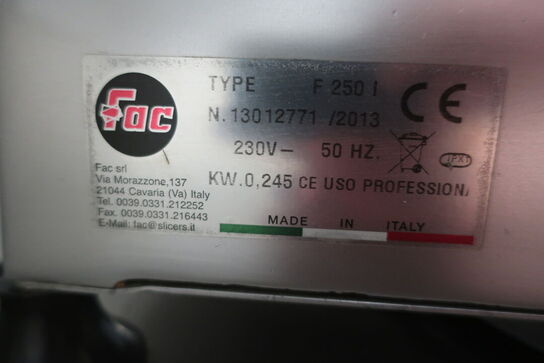 Fac
TYPE F 250 I
N.13012771 /2013
230V– 50 HZ.
KW.0,245 CE USO PROFESSION
CE
IPX1
Fac srl
Via Morazzone,137
21044 Cavaria (Va) Italy
Tel. 0039.0331.212252
Fax. 0039.0331.216443
E-Mail: fac@slicers.it
MADE IN ITALY